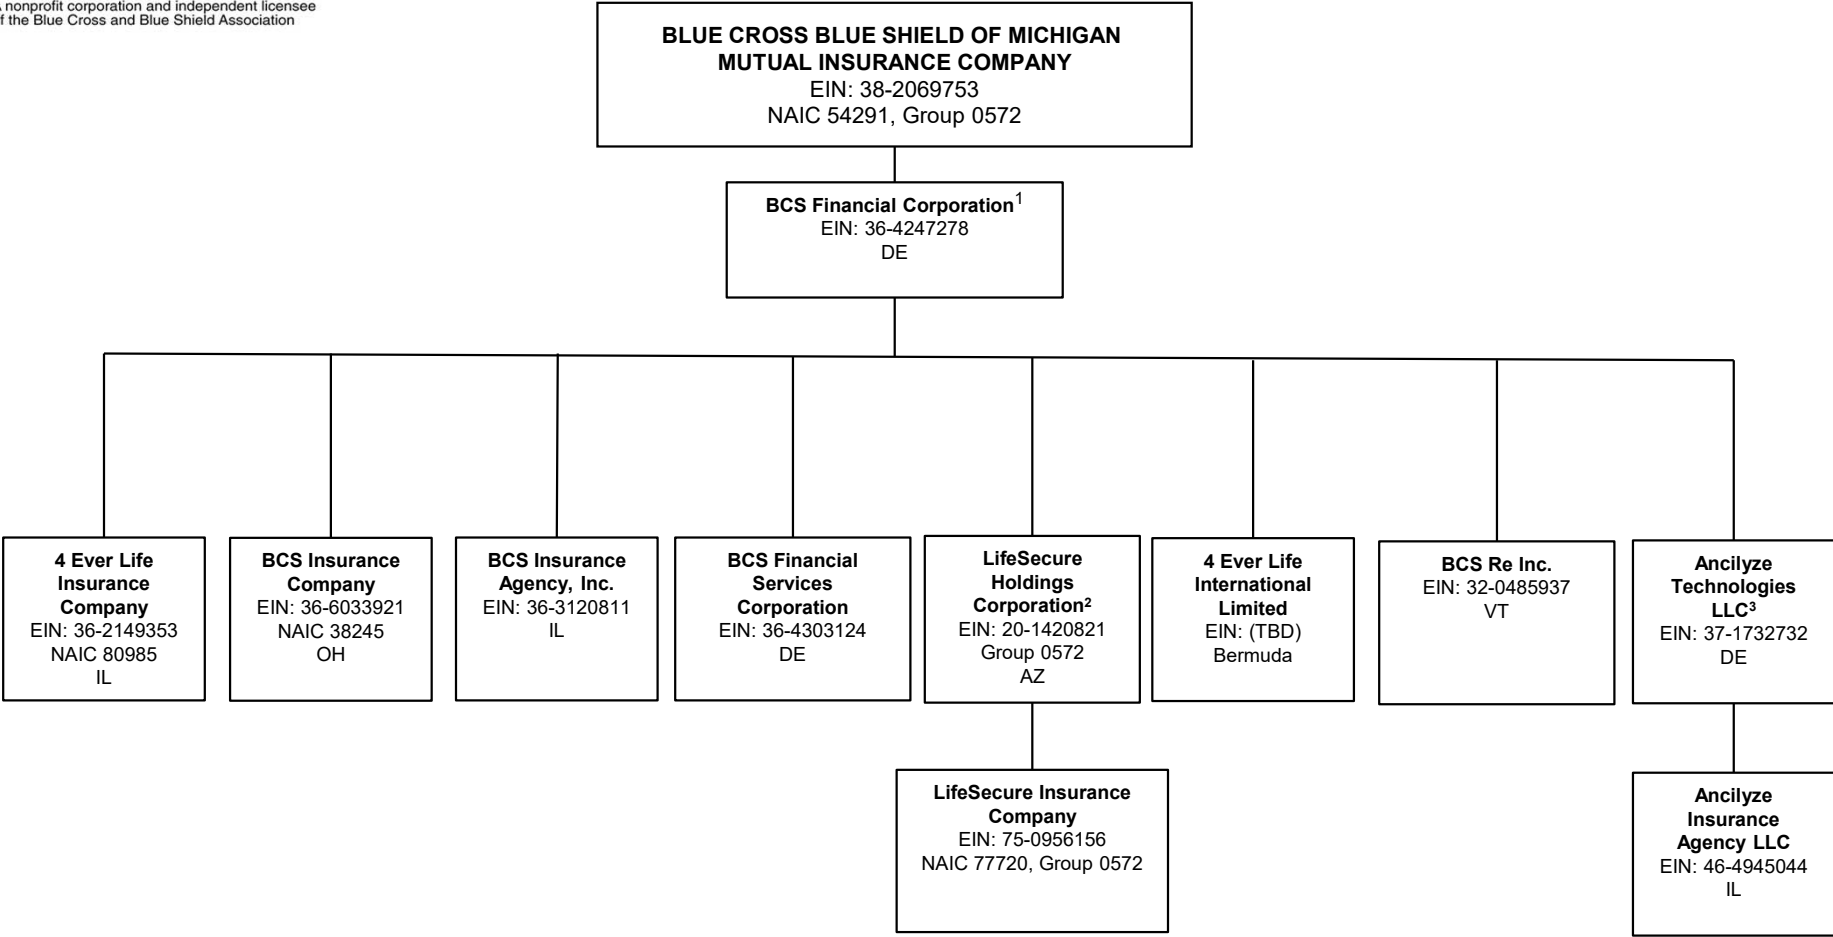 A nonprofit corporation and independent licensee
of the Blue Cross and Blue Shield Association
BLUE CROSS BLUE SHIELD OF MICHIGAN
MUTUAL INSURANCE COMPANY
EIN: 38-2069753
NAIC 54291, Group 0572
BCS Financial Corporation1
EIN: 36-4247278
DE
4 Ever Life
Insurance
Company
EIN: 36-2149353
NAIC 80985
IL
BCS Insurance
Company
EIN: 36-6033921
NAIC 38245
OH
BCS Insurance
Agency, Inc.
EIN: 36-3120811
IL
BCS Financial
Services
Corporation
EIN: 36-4303124
DE
LifeSecure
Holdings
Corporation²
EIN: 20-1420821
Group 0572
AZ
4 Ever Life
International
Limited
EIN: (TBD)
Bermuda
BCS Re Inc.
EIN: 32-0485937
VT
Ancilyze
Technologies
LLC³
EIN: 37-1732732
DE
LifeSecure Insurance
Company
EIN: 75-0956156
NAIC 77720, Group 0572
Ancilyze
Insurance
Agency LLC
EIN: 46-4945044
IL